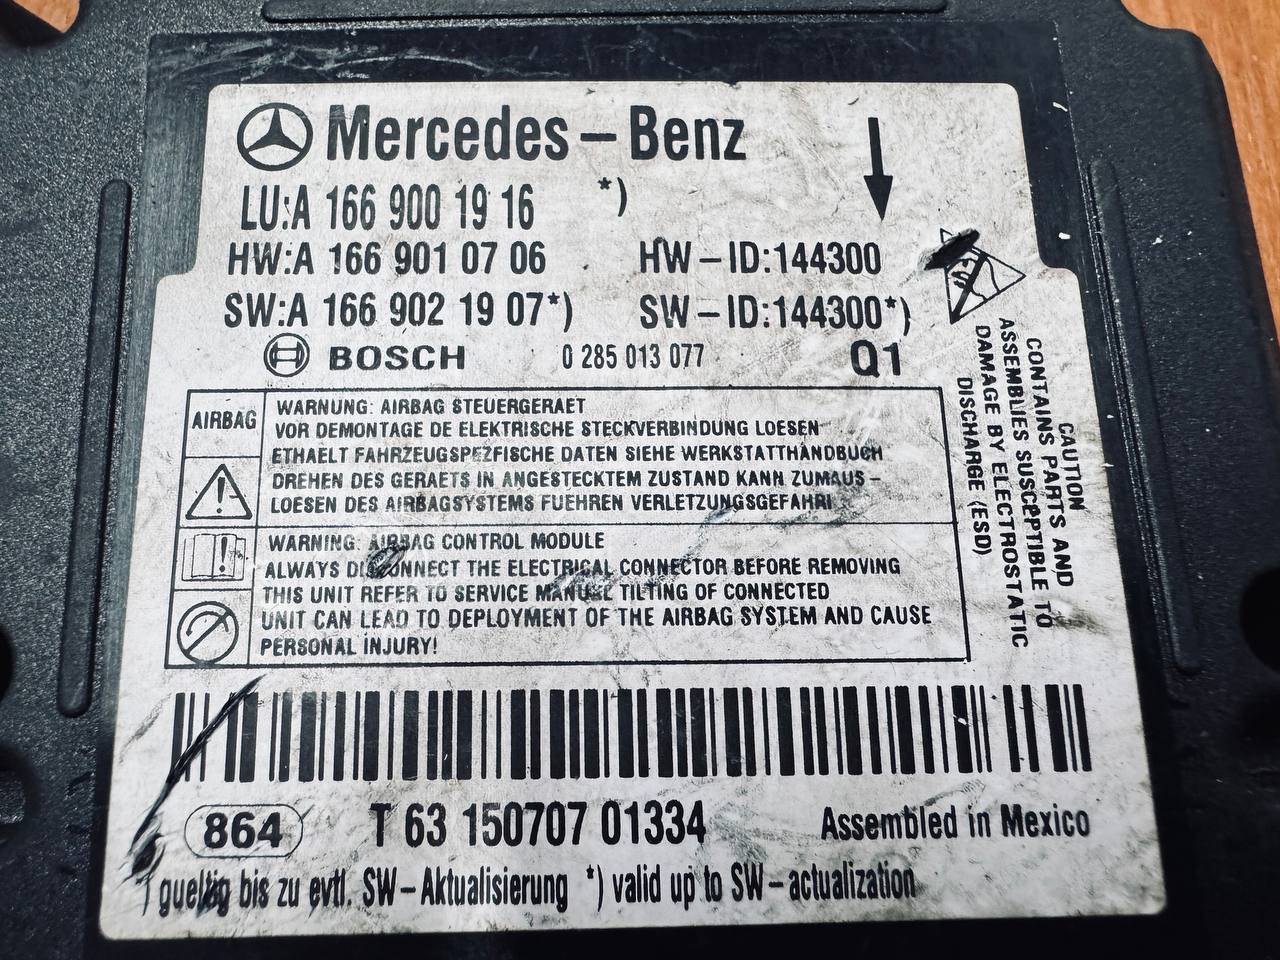 Mercedes-Benz
LU:A 166 900 19 16 *)
HW:A 166 901 07 06 HW-ID:144300
SW:A 166 902 19 07*) SW-ID:144300*)
BOSCH 0 285 013 077 Q1
CAUTION
CONTAINS PARTS AND
ASSEMBLIES SUSCEPTIBLE TO
DAMAGE BY ELECTROSTATIC
DISCHARGE (ESD)
AIRBAG
WARNUNG: AIRBAG STEUERGERAET
VOR DEMONTAGE DE ELEKTRISCHE STECKVERBINDUNG LOESEN
ETHAELT FAHRZEUGSPEZFISCHE DATEN SIEHE WERKSTATTHANDBUCH
DREHEN DES GERAETS IN ANGESTECKTEM ZUSTAND KANN ZUMAUS-
LOESEN DES AIRBAGSYSTEMS FUEHREN VERLETZUNGSGEFAHR!
WARNING: AIRBAG CONTROL MODULE
ALWAYS DISCONNECT THE ELECTRICAL CONNECTOR BEFORE REMOVING
THIS UNIT REFER TO SERVICE MANUAL TILTING OF CONNECTED
UNIT CAN LEAD TO DEPLOYMENT OF THE AIRBAG SYSTEM AND CAUSE
PERSONAL INJURY!
864 T 63 150707 01334 Assembled in Mexico
*) gueltig bis zu evtl. SW-Aktualisierung *) valid up to SW-actualization